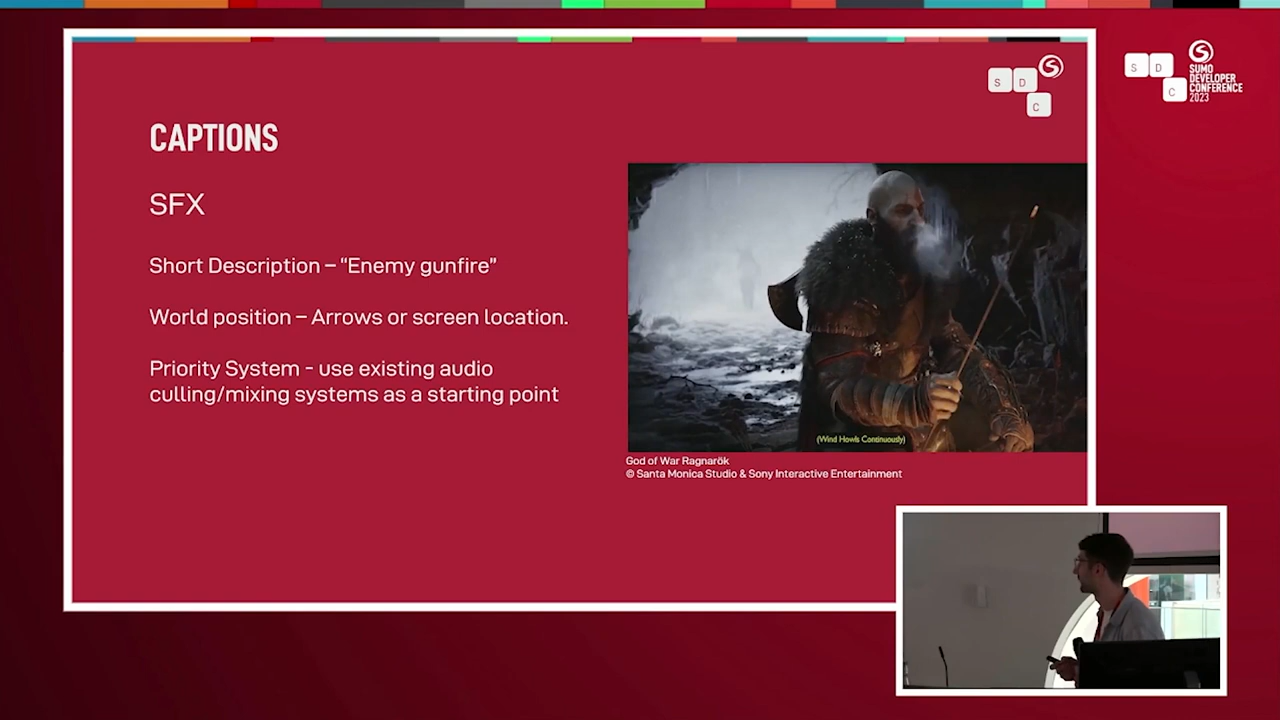 S D C
SUMO
DEVELOPER
CONFERENCE
2023
S D C
CAPTIONS
SFX
Short Description – “Enemy gunfire”
World position – Arrows or screen location.
Priority System - use existing audio
culling/mixing systems as a starting point
(Wind Howls Continuously)
God of War Ragnarök
© Santa Monica Studio & Sony Interactive Entertainment